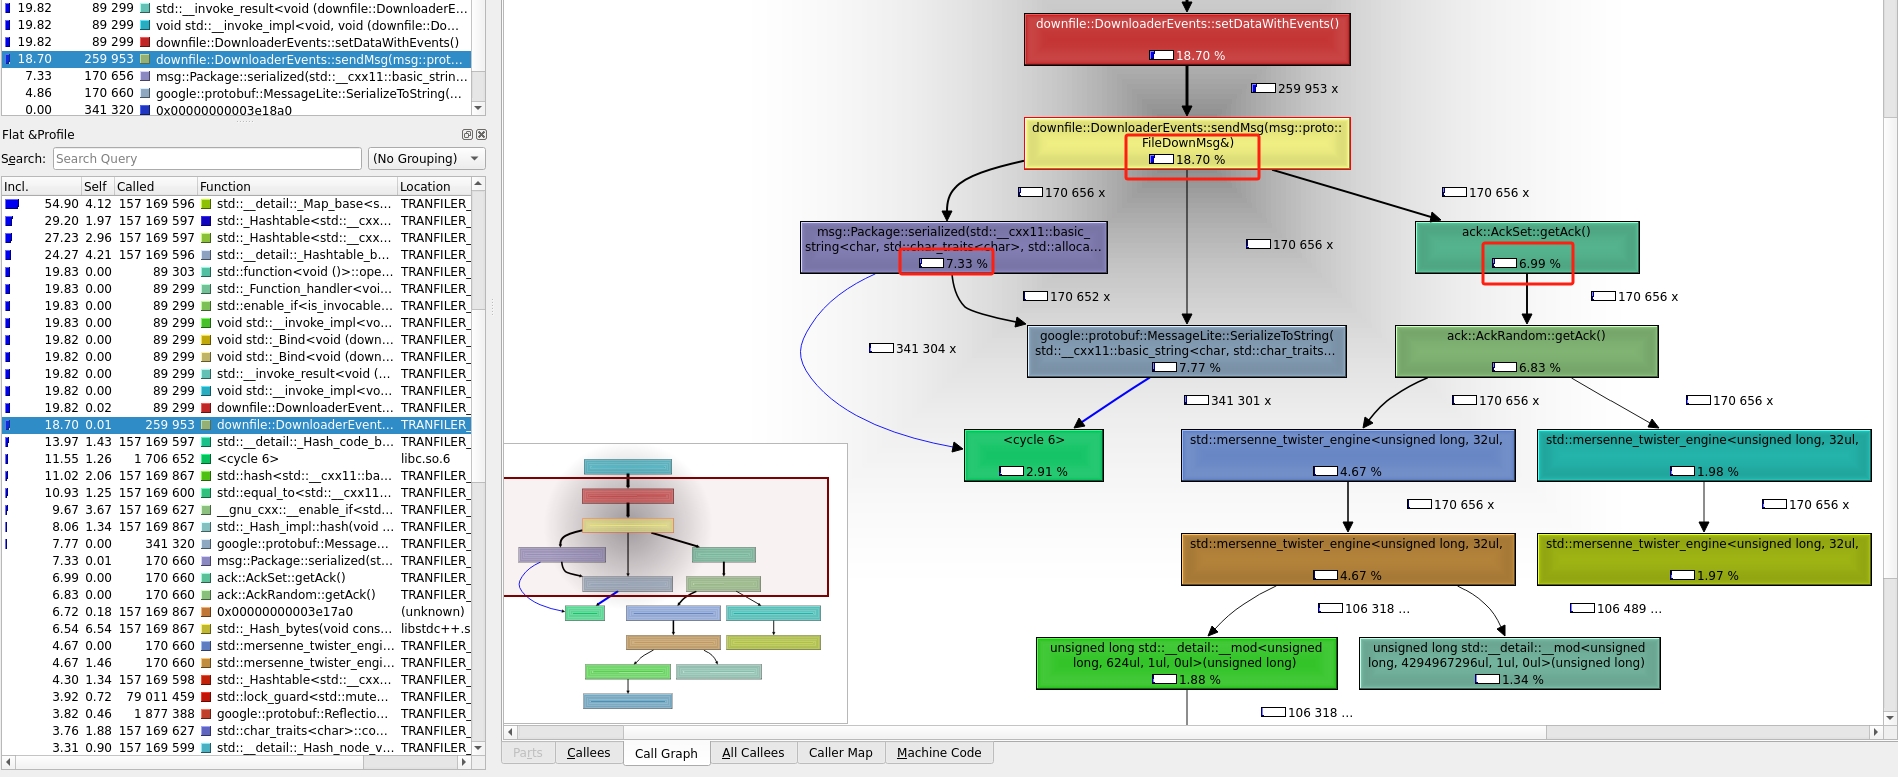 19.82 89 299 std::__invoke_result<void (downfile::DownloaderE...
19.82 89 299 void std::__invoke_impl<void, void (downfile::Do...
19.82 89 299 downfile::DownloaderEvents::setDataWithEvents()
18.70 259 953 downfile::DownloaderEvents::sendMsg(msg::prot...
7.33 170 656 msg::Package::serialized(std::__cxx11::basic_strin...
4.86 170 660 google::protobuf::MessageLite::SerializeToString(...
0.00 341 320 0x00000000003e18a0
Flat &Profile
Search: Search Query (No Grouping)
Incl. Self Called Function Location
54.90 4.12 157 169 596 std::__detail::_Map_base<s... TRANFILER_
29.20 1.97 157 169 597 std::_Hashtable<std::__cxx... TRANFILER_
27.23 2.96 157 169 597 std::_Hashtable<std::__cxx... TRANFILER_
24.27 4.21 157 169 596 std::__detail::_Hashtable_b... TRANFILER_
19.83 0.00 89 303 std::function<void ()>::ope... TRANFILER_
19.83 0.00 89 299 std::_Function_handler<voi... TRANFILER_
19.83 0.00 89 299 std::enable_if<is_invocable... TRANFILER_
19.83 0.00 89 299 void std::__invoke_impl<vo... TRANFILER_
19.82 0.00 89 299 void std::_Bind<void (down... TRANFILER_
19.82 0.00 89 299 void std::_Bind<void (down... TRANFILER_
19.82 0.00 89 299 std::__invoke_result<void (... TRANFILER_
19.82 0.00 89 299 void std::__invoke_impl<vo... TRANFILER_
19.82 0.02 89 299 downfile::DownloaderEvent... TRANFILER_
18.70 0.01 259 953 downfile::DownloaderEvent... TRANFILER_
13.97 1.43 157 169 597 std::__detail::_Hash_code_b... TRANFILER_
11.55 1.26 1 706 652 <cycle 6> libc.so.6
11.02 2.06 157 169 867 std::hash<std::__cxx11::ba... TRANFILER_
10.93 1.25 157 169 600 std::equal_to<std::__cxx11... TRANFILER_
9.67 3.67 157 169 627 __gnu_cxx::__enable_if<std... TRANFILER_
8.06 1.34 157 169 867 std::_Hash_impl::hash(void ... TRANFILER_
7.77 0.00 341 320 google::protobuf::Message... TRANFILER_
7.33 0.01 170 660 msg::Package::serialized(st... TRANFILER_
6.99 0.00 170 660 ack::AckSet::getAck() TRANFILER_
6.83 0.00 170 660 ack::AckRandom::getAck() TRANFILER_
6.72 0.18 157 169 867 0x00000000003e17a0 (unknown)
6.54 6.54 157 169 867 std::_Hash_bytes(void cons... libstdc++.s
4.67 0.00 170 660 std::mersenne_twister_engi... TRANFILER_
4.67 1.46 170 660 std::mersenne_twister_engi... TRANFILER_
4.30 1.34 157 169 598 std::_Hashtable<std::__cxx... TRANFILER_
3.92 0.72 79 011 459 std::lock_guard<std::mute... TRANFILER_
3.82 0.46 1 877 388 google::protobuf::Reflectio... TRANFILER_
3.76 1.88 157 169 627 std::char_traits<char>::co... TRANFILER_
3.31 0.90 157 169 599 std::__detail::_Hash_node_v... TRANFILER_
downfile::DownloaderEvents::setDataWithEvents()
18.70 %
259 953 x
downfile::DownloaderEvents::sendMsg(msg::proto::
FileDownMsg&)
18.70 %
170 656 x
170 656 x
170 656 x
msg::Package::serialized(std::__cxx11::basic_
string<char, std::char_traits<char>, std::alloca...
7.33 %
ack::AckSet::getAck()
6.99 %
170 652 x
170 656 x
341 304 x
google::protobuf::MessageLite::SerializeToString(
std::__cxx11::basic_string<char, std::char_traits...
7.77 %
ack::AckRandom::getAck()
6.83 %
341 301 x
170 656 x
170 656 x
<cycle 6>
2.91 %
std::mersenne_twister_engine<unsigned long, 32ul,
4.67 %
std::mersenne_twister_engine<unsigned long, 32ul,
1.98 %
170 656 x
170 656 x
std::mersenne_twister_engine<unsigned long, 32ul,
4.67 %
std::mersenne_twister_engine<unsigned long, 32ul,
1.97 %
106 318 ...
106 489 ...
unsigned long std::__detail::__mod<unsigned
long, 624ul, 1ul, 0ul>(unsigned long)
1.88 %
unsigned long std::__detail::__mod<unsigned
long, 4294967296ul, 1ul, 0ul>(unsigned long)
1.34 %
106 318 ...
Parts Callees Call Graph All Callees Caller Map Machine Code